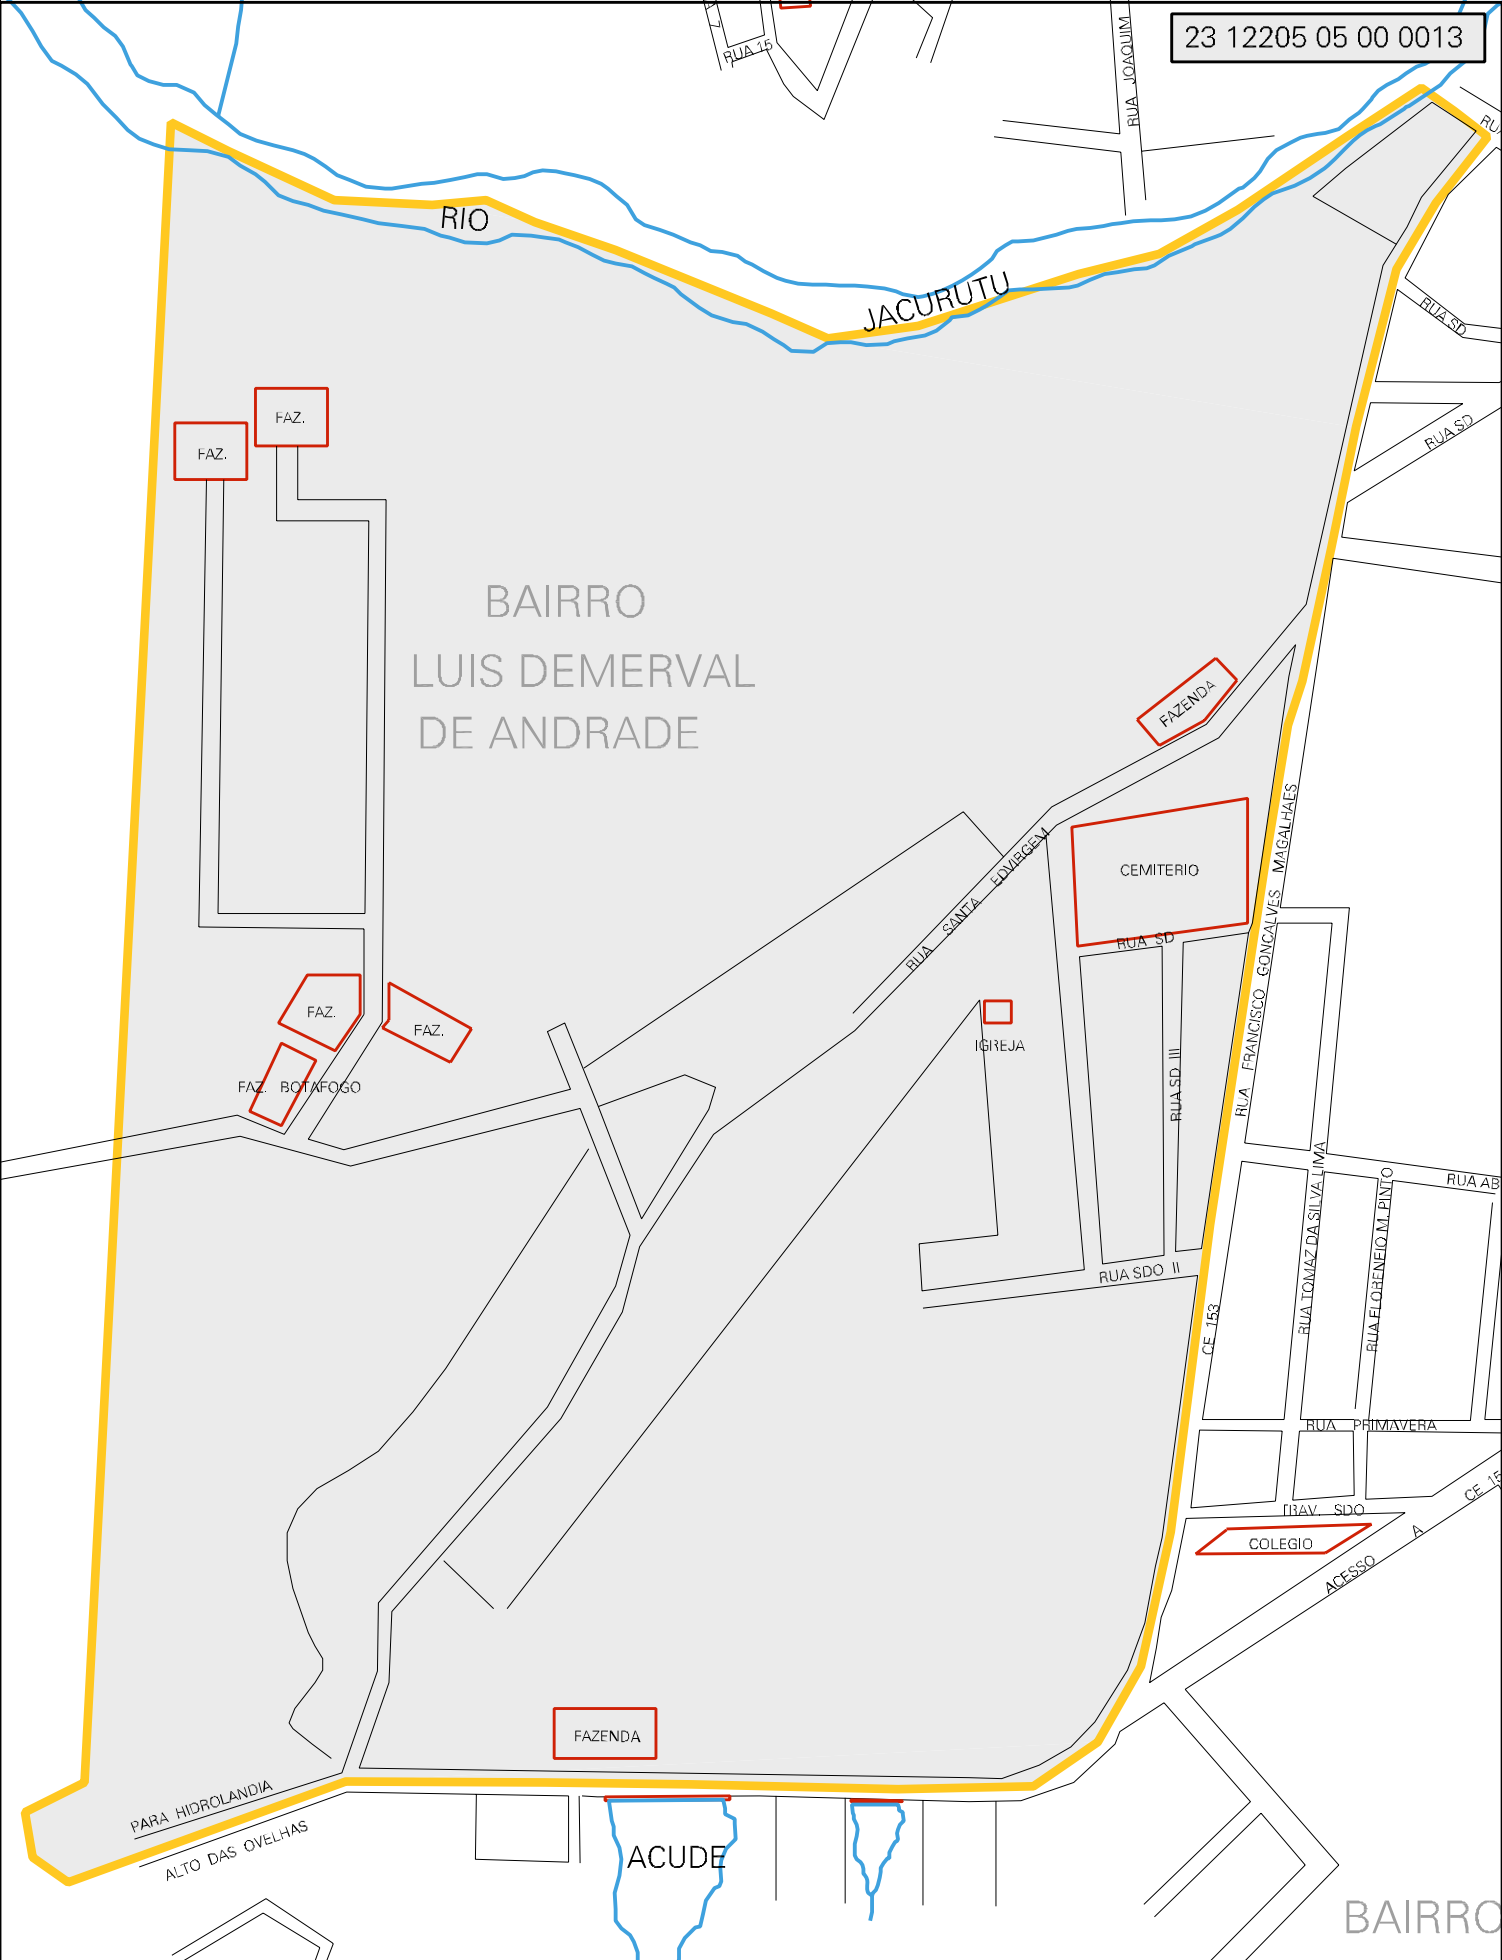 RUA 15
RUA JOAQUIM
23 12205 05 00 0013
RIO
JACURUTU
RUA SD
RUA SD
FAZ.
FAZ.
BAIRRO
LUIS DEMERVAL
DE ANDRADE
FAZENDA
CEMITERIO
RUA SANTA EDVIRGEM
RUA SD
RUA FRANCISCO GONCALVES MAGALHAES
FAZ.
FAZ.
IGREJA
FAZ. BOTAFOGO
RUA SD III
RUA SDO II
RUA AB
RUA TOMAZ DA SILVA LIMA
RUA FLORENEIO M. PINTO
CE 153
RUA PRIMAVERA
CE 15
TRAV. SDO
COLEGIO
ACESSO A
FAZENDA
PARA HIDROLANDIA
ALTO DAS OVELHAS
ACUDE
BAIRRO